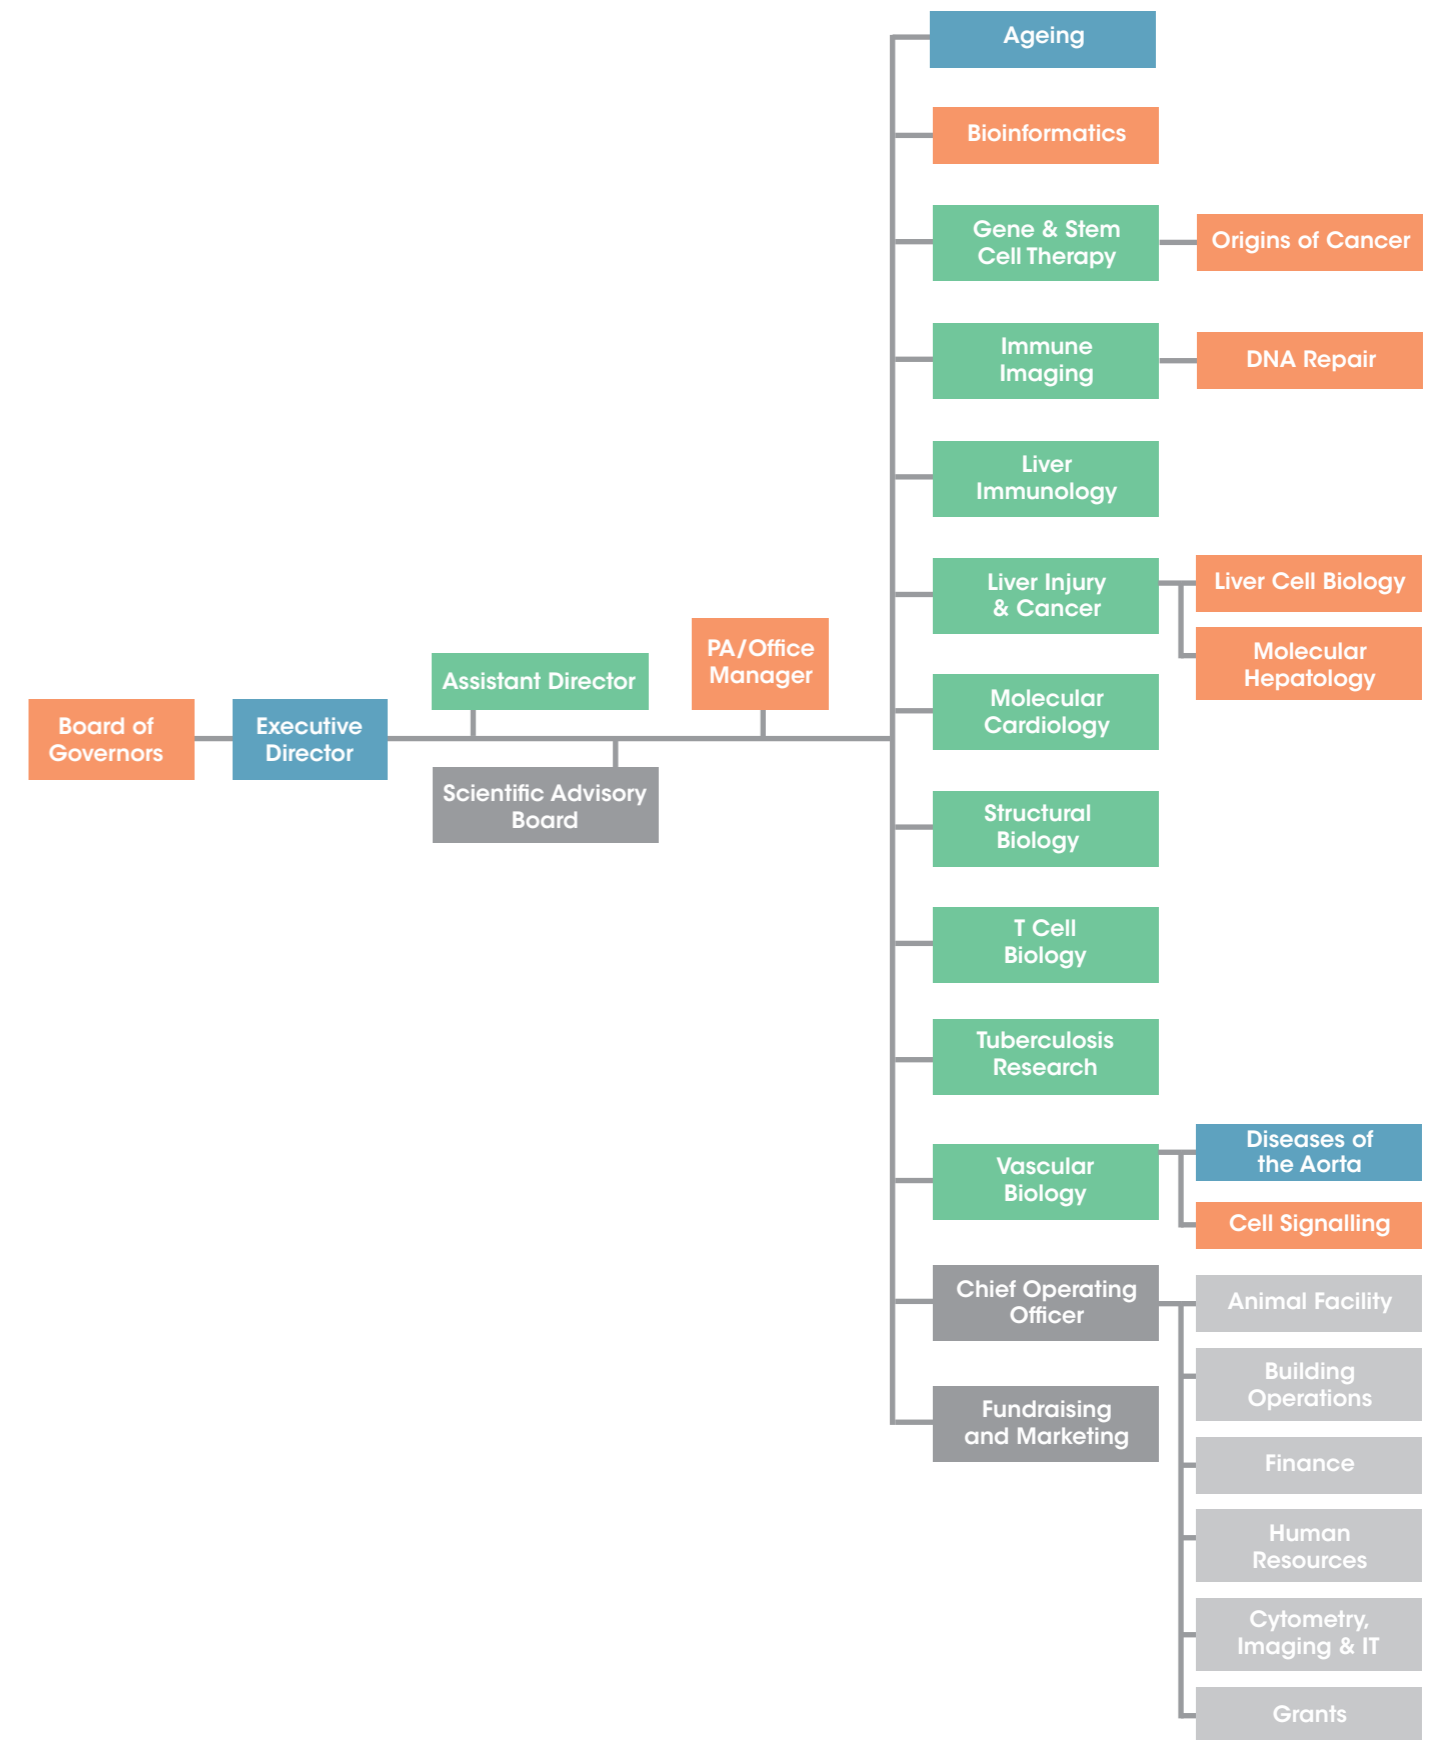 Board of
Governors
Executive
Director
Assistant Director
Scientific Advisory
Board
PA/Office
Manager
Ageing
Bioinformatics
Gene & Stem
Cell Therapy
Origins of Cancer
Immune
Imaging
DNA Repair
Liver
Immunology
Liver Injury
& Cancer
Liver Cell Biology
Molecular
Hepatology
Molecular
Cardiology
Structural
Biology
T Cell
Biology
Tuberculosis
Research
Vascular
Biology
Diseases of
the Aorta
Cell Signalling
Chief Operating
Officer
Animal Facility
Building
Operations
Finance
Human
Resources
Cytometry,
Imaging & IT
Grants
Fundraising
and Marketing